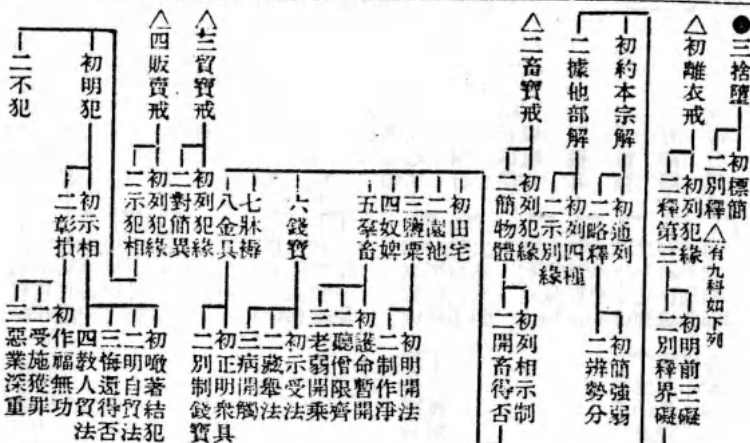 ●三捨墮
初標簡
二別釋△有九科如下列
△初離衣戒
初列犯緣
二釋第三
初明前三礙
二別釋界礙
初約本宗解
二據他部解
初通列
二略釋
初簡強弱
二辨勢分
初列四種
二示別緣
△二畜寶戒
初列犯緣
二簡物體
初列相示制
二開畜得否
初田宅
二園池
三鹽粟
四奴婢
五羣畜
六錢寶
七牀褥
八金具
初明開法
二制作淨
初護命暫開
二聽僧限齊
三老弱開乘
初示受法
二藏舉法
三病開觸
初正明衆具
二別制錢寶
△三貿寶戒
初列犯緣
二對簡異
△四販賣戒
初列犯緣
二示犯相
初明犯
二不犯
初示相
二彰損
初噉著結犯
二明自貿法
三悔還得否
四敎人貿法
初作福無功
二受施獲罪
三惡業深重